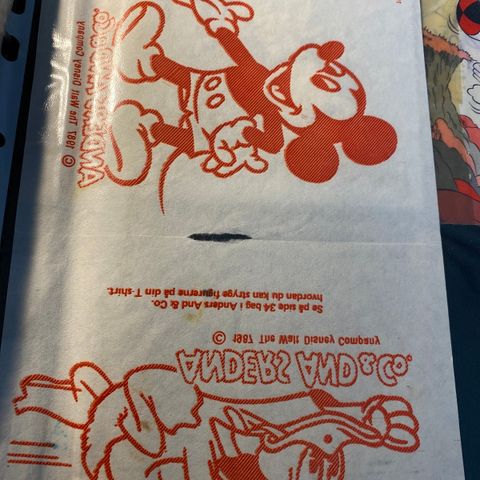 ANDERS AND & Co.
© 1987 The Walt Disney Company
Se på side 34 bag i Anders And & Co.
hvordan du kan stryge figurerne på din T-shirt.
ANDERS AND & Co.
© 1987 The Walt Disney Company